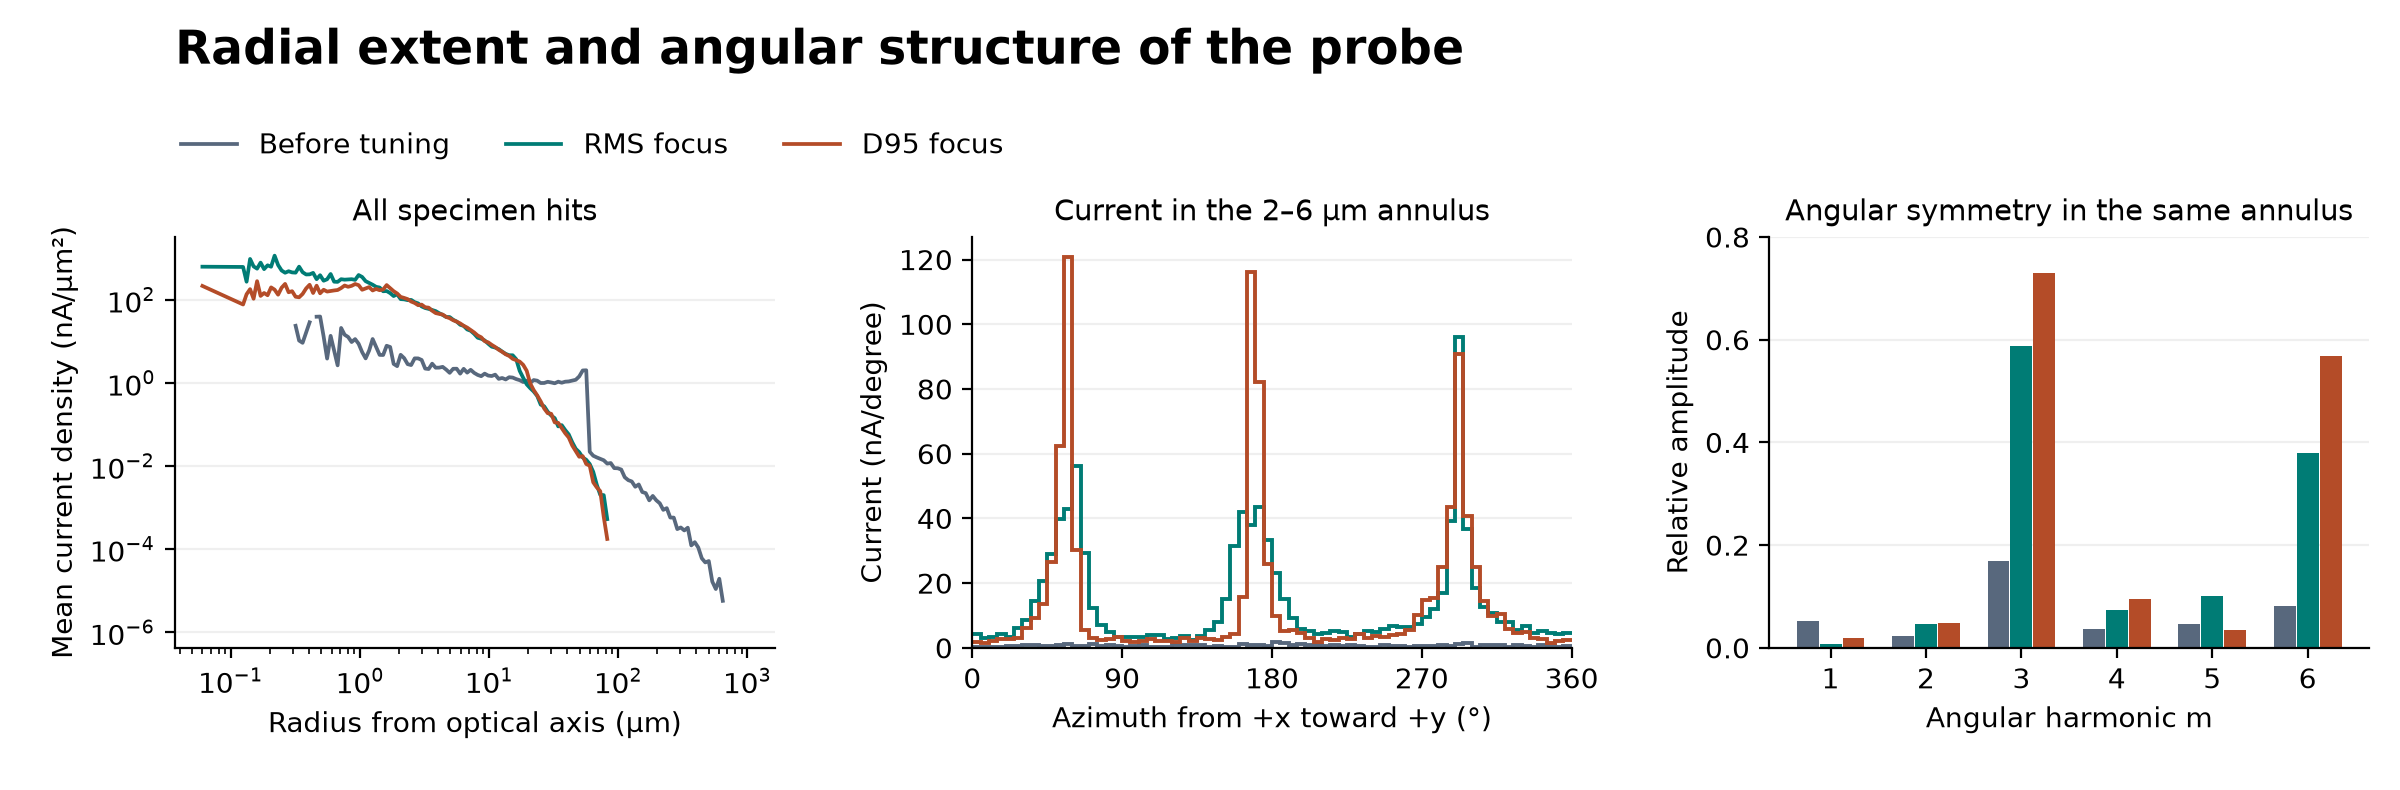 Radial extent and angular structure of the probe
Before tuning
RMS focus
D95 focus
All specimen hits
Mean current density (nA/µm²)
10²
10⁰
10⁻²
10⁻⁴
10⁻⁶
10⁻¹
10⁰
10¹
10²
10³
Radius from optical axis (µm)
Current in the 2–6 µm annulus
Current (nA/degree)
120
100
80
60
40
20
0
0
90
180
270
360
Azimuth from +x toward +y (°)
Angular symmetry in the same annulus
Relative amplitude
0.8
0.6
0.4
0.2
0.0
1
2
3
4
5
6
Angular harmonic m